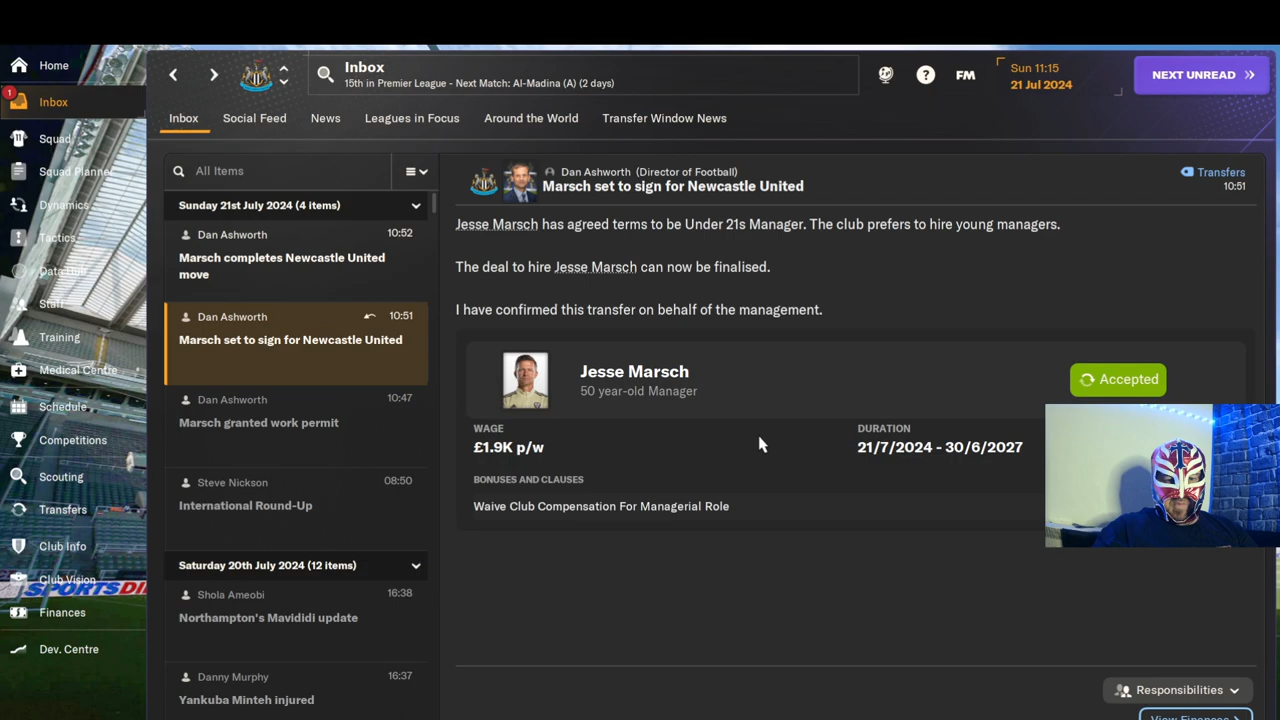 Home
Inbox
1
Squad
Squad Planner
Dynamics
Tactics
Data Hub
Staff
Training
Medical Centre
Schedule
Competitions
Scouting
Transfers
Club Info
Club Vision
SPORTS DI
Finances
Dev. Centre
Inbox
15th in Premier League - Next Match: Al-Madina (A) (2 days)
FM
Sun 11:15
21 Jul 2024
NEXT UNREAD
Inbox
Social Feed
News
Leagues in Focus
Around the World
Transfer Window News
All Items
Sunday 21st July 2024 (4 items)
Dan Ashworth 10:52
Marsch completes Newcastle United
move
Dan Ashworth 10:51
Marsch set to sign for Newcastle United
Dan Ashworth 10:47
Marsch granted work permit
Steve Nickson 08:50
International Round-Up
Saturday 20th July 2024 (12 items)
Shola Ameobi 16:38
Northampton's Mavididi update
Danny Murphy 16:37
Yankuba Minteh injured
Dan Ashworth (Director of Football)
Marsch set to sign for Newcastle United
Transfers
10:51
Jesse Marsch has agreed terms to be Under 21s Manager. The club prefers to hire young managers.
The deal to hire Jesse Marsch can now be finalised.
I have confirmed this transfer on behalf of the management.
Jesse Marsch
50 year-old Manager
Accepted
WAGE
£1.9K p/w
DURATION
21/7/2024 - 30/6/2027
BONUSES AND CLAUSES
Waive Club Compensation For Managerial Role
Responsibilities
View Finances